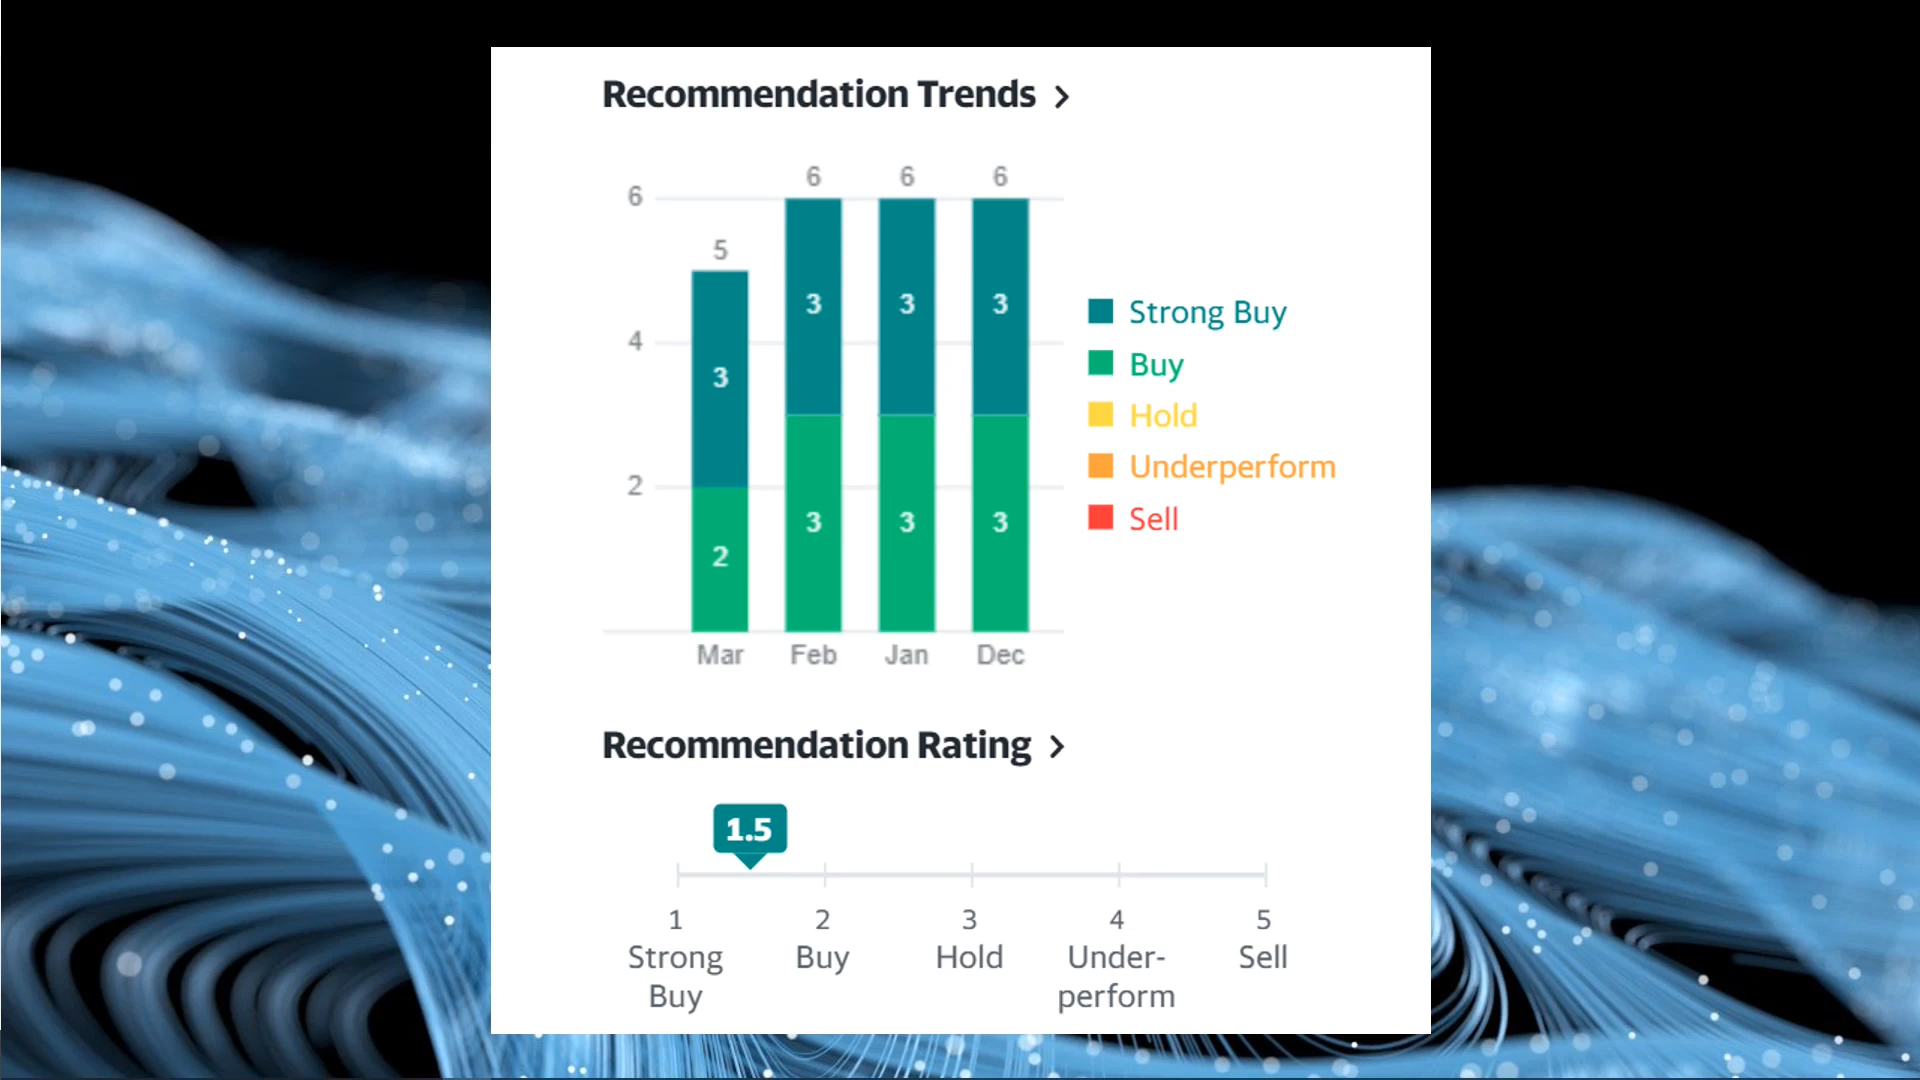 Recommendation Trends >
6 6 6
6
5
3 3 3
4
3
2
3 3 3
2
Mar Feb Jan Dec
Strong Buy
Buy
Hold
Underperform
Sell
Recommendation Rating >
1.5
1 2 3 4 5
Strong Buy Hold Under- Sell
Buy perform